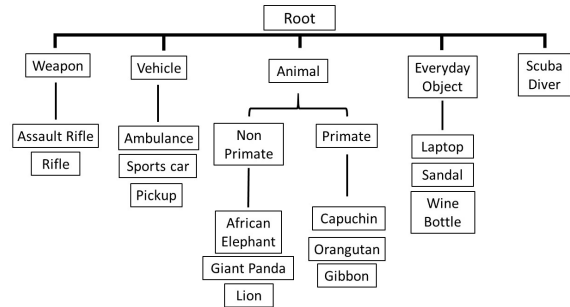 Root
Weapon
Vehicle
Animal
Everyday
Object
Scuba
Diver
Assault Rifle
Rifle
Ambulance
Sports car
Pickup
Non
Primate
Primate
Laptop
Sandal
Wine
Bottle
African
Elephant
Giant Panda
Lion
Capuchin
Orangutan
Gibbon